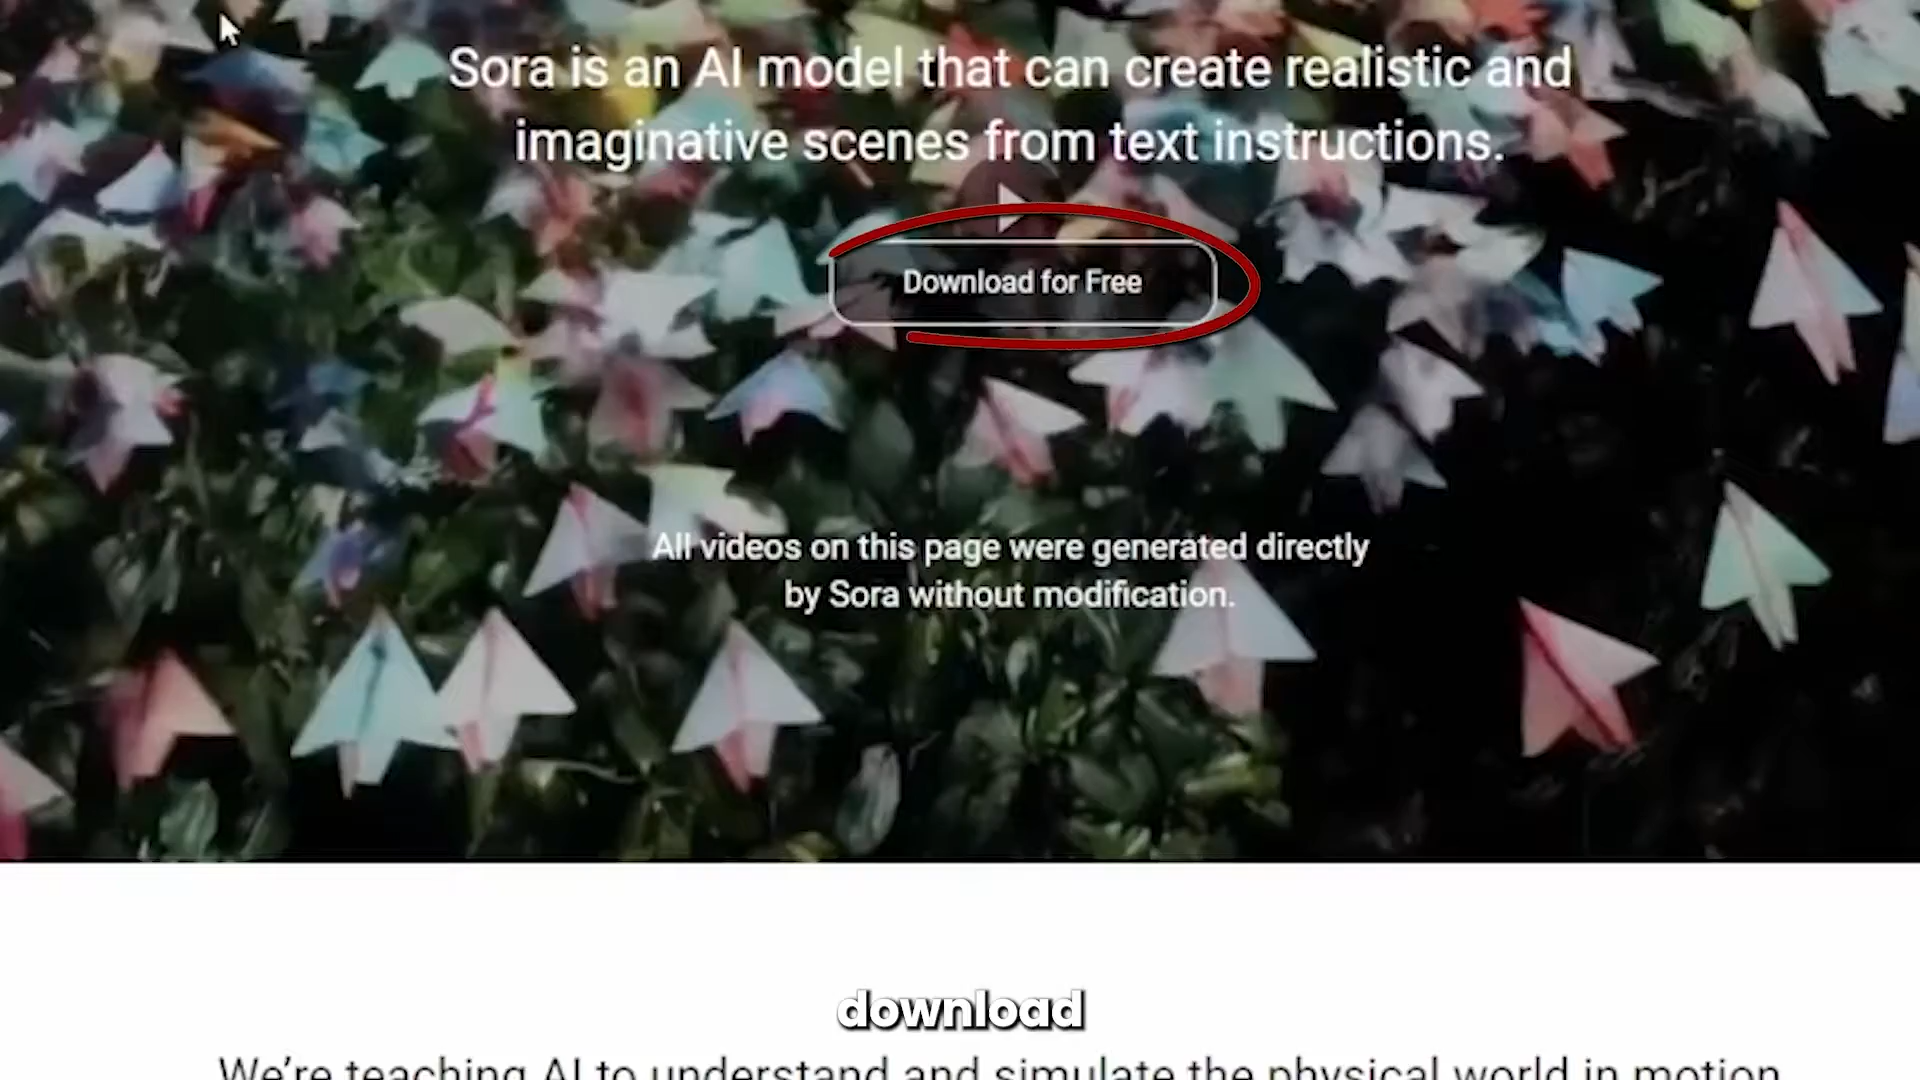 Sora is an AI model that can create realistic and
imaginative scenes from text instructions.
Download for Free
All videos on this page were generated directly
by Sora without modification.
download
We're teaching AI to understand and simulate the physical world in motion